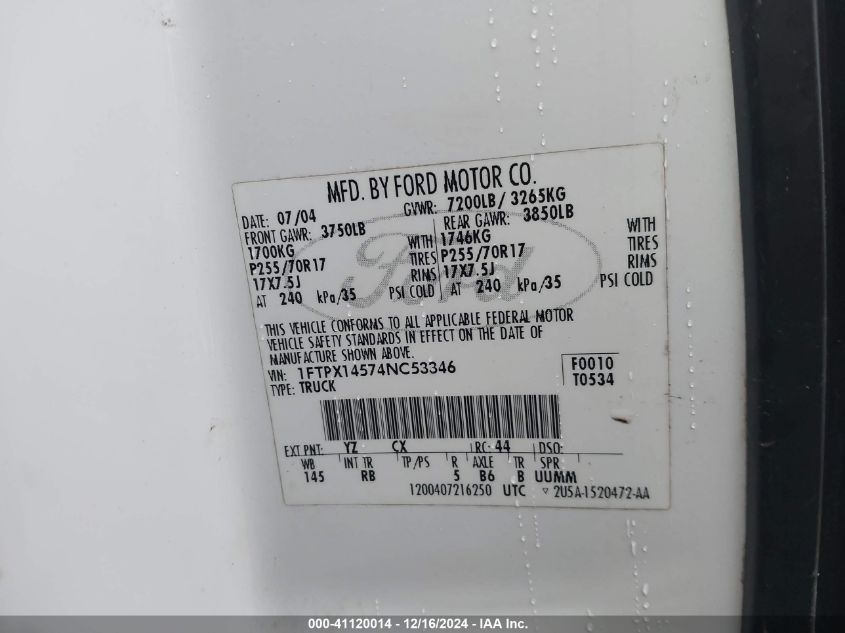 MFD. BY FORD MOTOR CO.
DATE: 07/04 GVWR: 7200LB/ 3265KG
FRONT GAWR: 3750LB REAR GAWR: 3850LB
1700KG WITH 1746KG WITH
P255/70R17 TIRES P255/70R17 TIRES
17X7.5J RIMS 17X7.5J RIMS
AT 240 kPa/35 PSI COLD AT 240 kPa/35 PSI COLD
Ford
THIS VEHICLE CONFORMS TO ALL APPLICABLE FEDERAL MOTOR
VEHICLE SAFETY STANDARDS IN EFFECT ON THE DATE OF
MANUFACTURE SHOWN ABOVE.
VIN: 1FTPX14574NC53346 F0010
TYPE: TRUCK T0534
EXT PNT: YZ CX RC: 44 DSO:
WB INT TR TP/PS R AXLE TR SPR
145 RB 5 B6 B UUMM
1200407216250 UTC ▽ 2U5A-1520472-AA
000-41120014 - 12/16/2024 - IAA Inc.